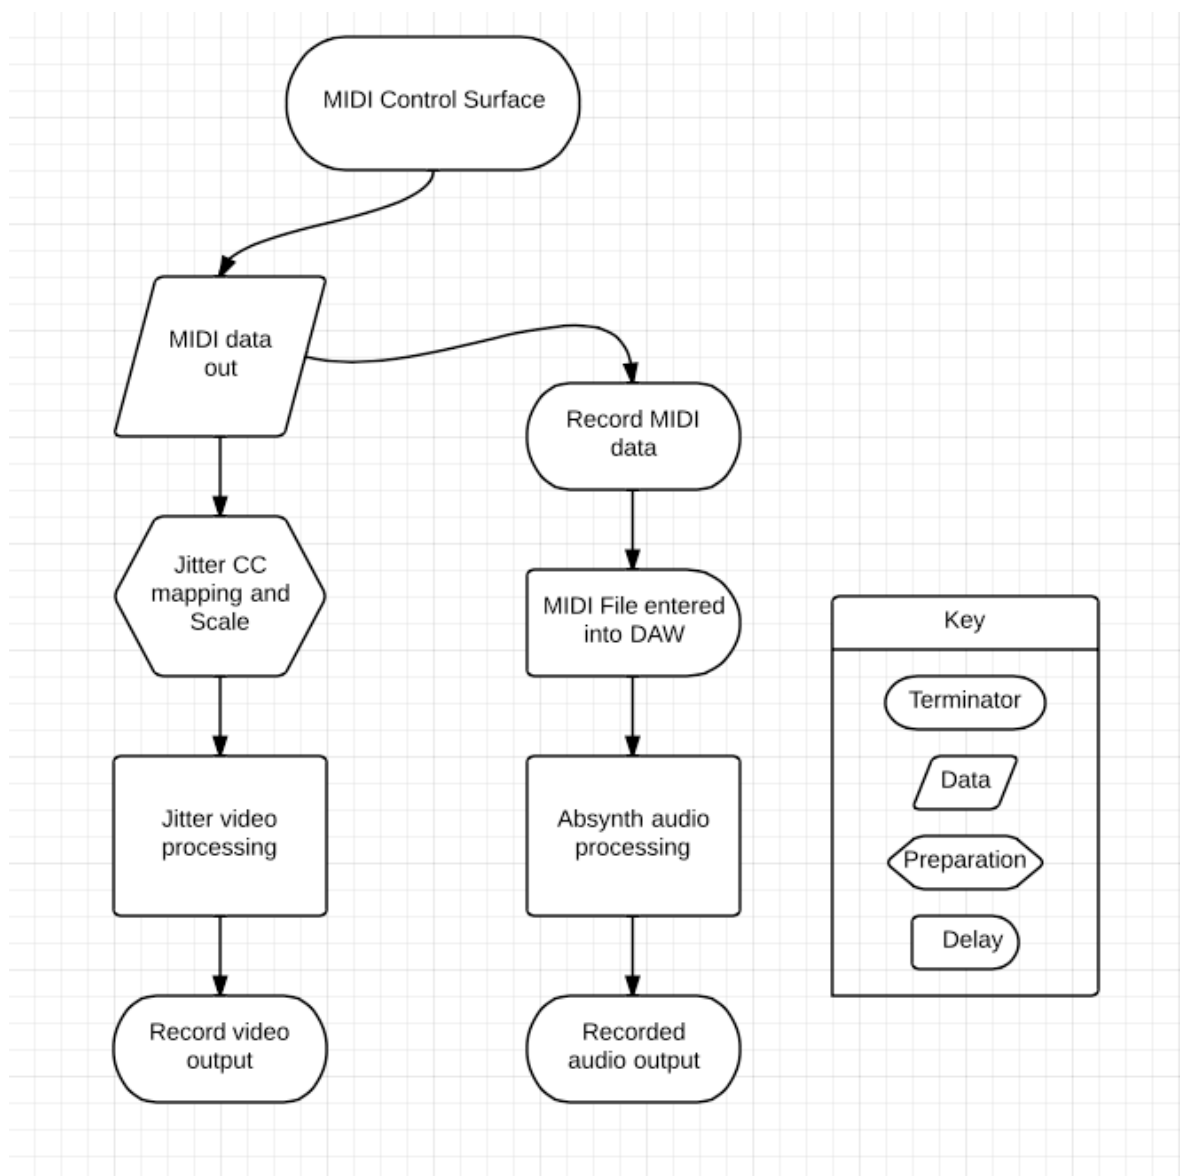 MIDI Control Surface
MIDI data
out
Record MIDI
data
Jitter CC
mapping and
Scale
MIDI File entered
into DAW
Jitter video
processing
Absynth audio
processing
Record video
output
Recorded
audio output
Key
Terminator
Data
Preparation
Delay